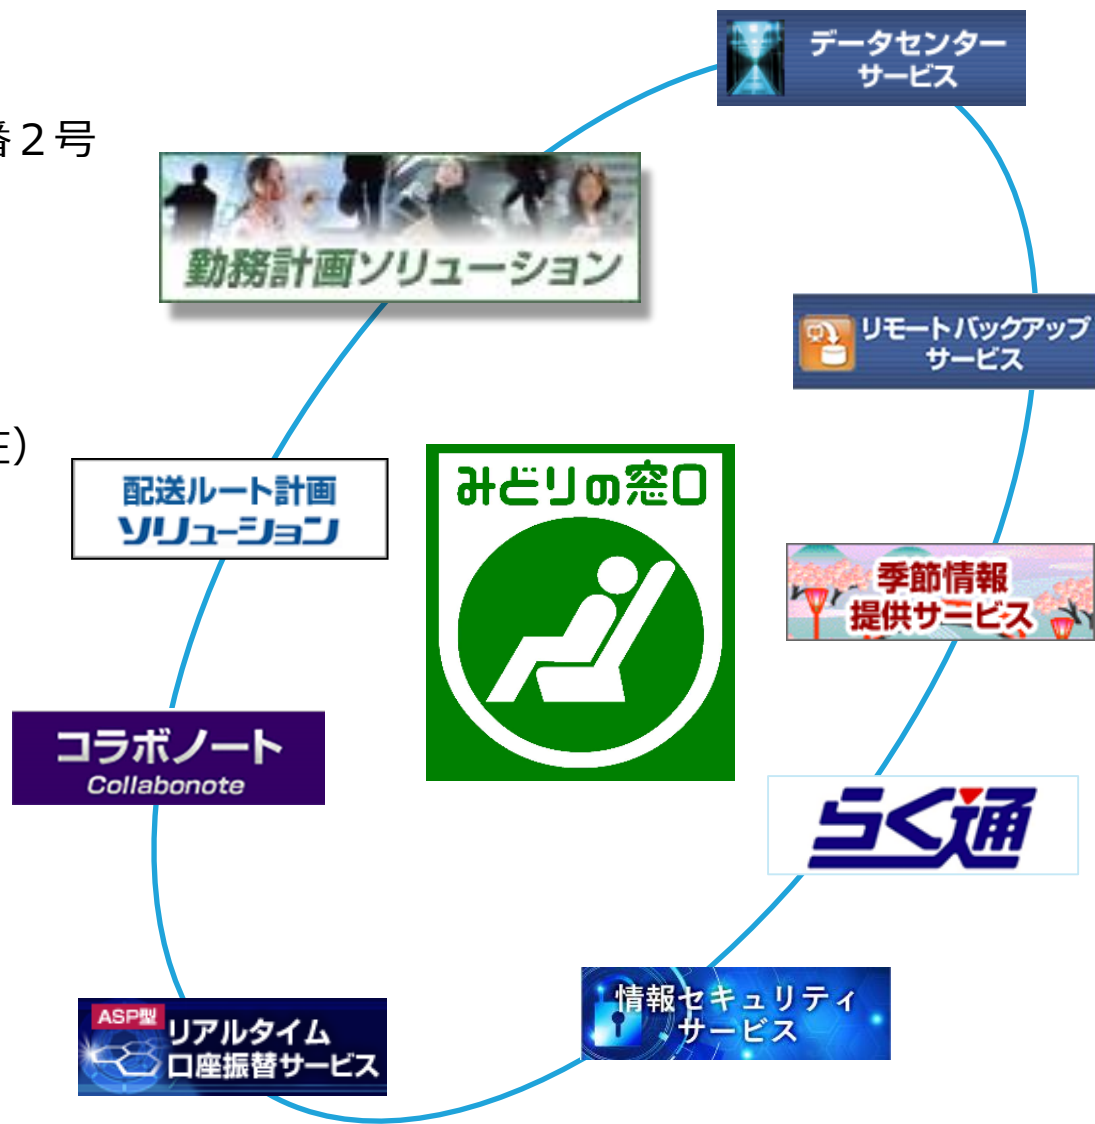 データセンター
サービス
番２号
勤務計画ソリューション
リモートバックアップ
サービス
在)
配送ルート計画
ソリューション
みどりの窓口
季節情報
提供サービス
コラボノート
Collabonote
らく通
情報セキュリティ
サービス
ASP型
リアルタイム
口座振替サービス